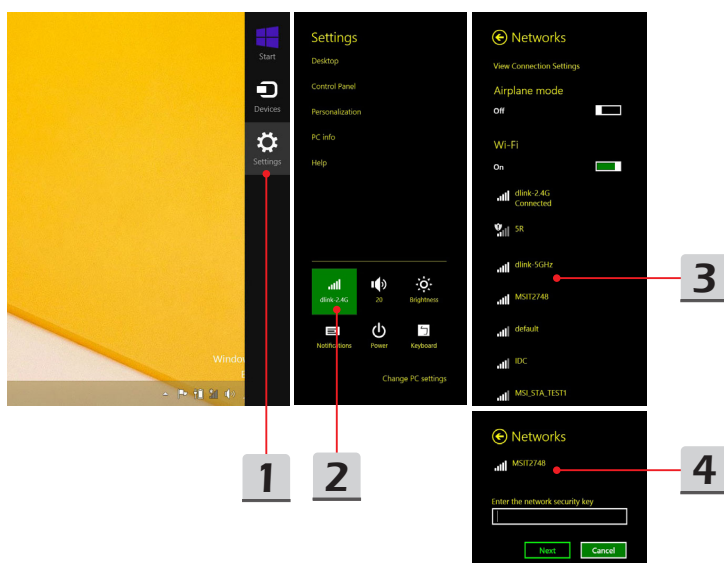 Start
Devices
Settings
Windo
1
Settings
Desktop
Control Panel
Personalization
PC info
Help
dlink-2.4G
20
Brightness
Notifications
Power
Keyboard
Change PC settings
2
Networks
View Connection Settings
Airplane mode
Off
Wi-Fi
On
dlink-2.4G
Connected
5R
dlink-5GHz
MSIT2748
default
IDC
MSI_STA_TEST1
3
Networks
MSIT2748
Enter the network security key
Next Cancel
4